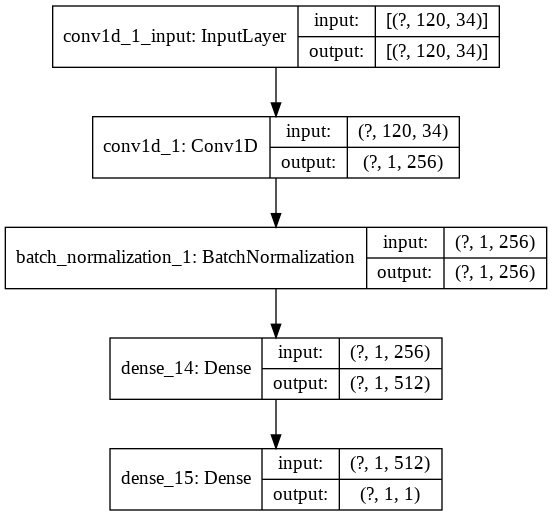 conv1d_1_input: InputLayer
input: [(?, 120, 34)]
output: [(?, 120, 34)]
conv1d_1: Conv1D
input: (?, 120, 34)
output: (?, 1, 256)
batch_normalization_1: BatchNormalization
input: (?, 1, 256)
output: (?, 1, 256)
dense_14: Dense
input: (?, 1, 256)
output: (?, 1, 512)
dense_15: Dense
input: (?, 1, 512)
output: (?, 1, 1)